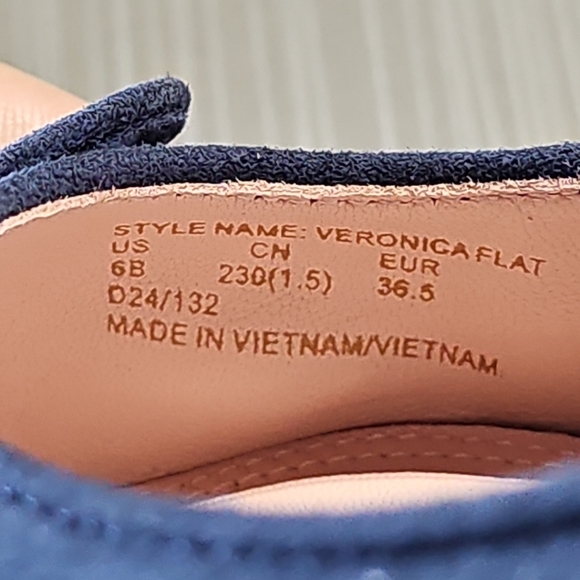 STYLE NAME: VERONICA FLAT
US CN EUR
6B 230(1.5) 36.5
D24/132
MADE IN VIETNAM/VIETNAM